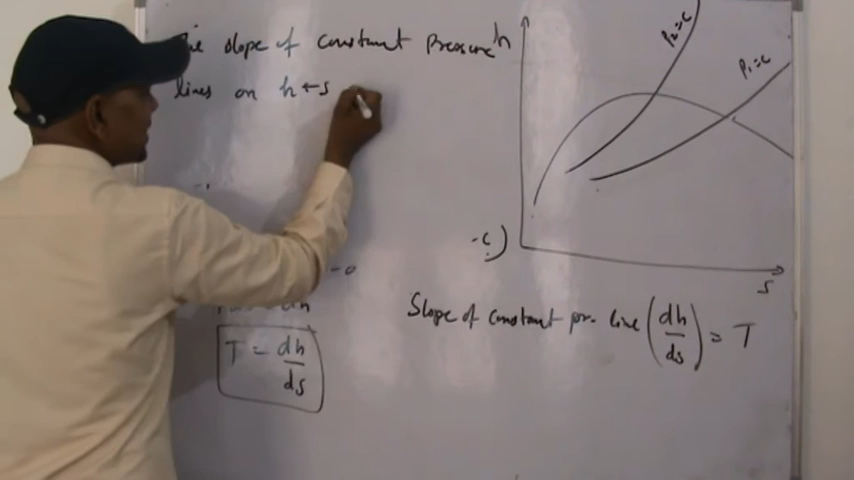 slope of constant pressure
lines on h-s
h
P2=c
P1=c
s
T = dh/ds
Slope of constant pr. line (dh/ds) = T